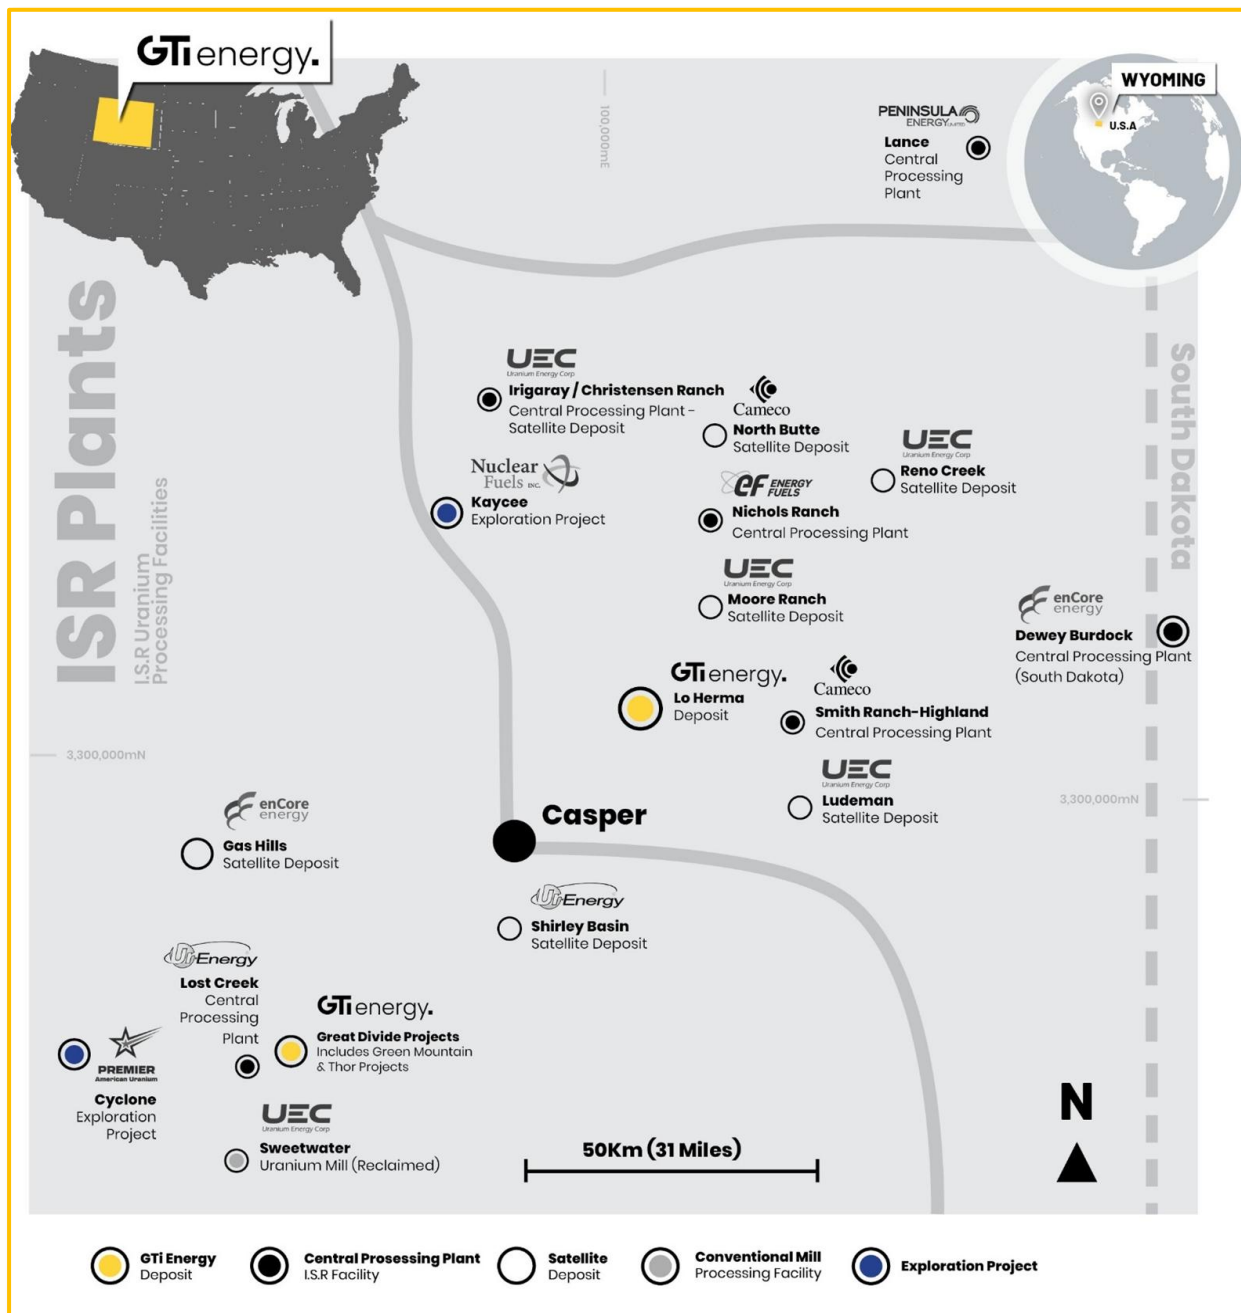 GTi energy.
WYOMING
U.S.A
100,000mE
PENINSULA
ENERGY LIMITED
Lance
Central
Processing
Plant
ISR Plants
I.S.R Uranium
Processing Facilities
South Dakota
UEC
Uranium Energy Corp
Irigaray / Christensen Ranch
Central Processing Plant -
Satellite Deposit
Cameco
North Butte
Satellite Deposit
UEC
Uranium Energy Corp
Reno Creek
Satellite Deposit
Nuclear
Fuels INC.
Kaycee
Exploration Project
eF ENERGY
FUELS
Nichols Ranch
Central Processing Plant
UEC
Uranium Energy Corp
Moore Ranch
Satellite Deposit
enCore
energy
Dewey Burdock
Central Processing Plant
(South Dakota)
GTi energy.
Lo Herma
Deposit
Cameco
Smith Ranch-Highland
Central Processing Plant
3,300,000mN
3,300,000mN
UEC
Uranium Energy Corp
Ludeman
Satellite Deposit
enCore
energy
Gas Hills
Satellite Deposit
Casper
Ur-Energy
Shirley Basin
Satellite Deposit
Ur-Energy
Lost Creek
Central
Processing
Plant
GTi energy.
Great Divide Projects
Includes Green Mountain
& Thor Projects
PREMIER
American Uranium
Cyclone
Exploration
Project
UEC
Uranium Energy Corp
Sweetwater
Uranium Mill (Reclaimed)
50Km (31 Miles)
N
GTi Energy
Deposit
Central Prosessing Plant
I.S.R Facility
Satellite
Deposit
Conventional Mill
Processing Facility
Exploration Project